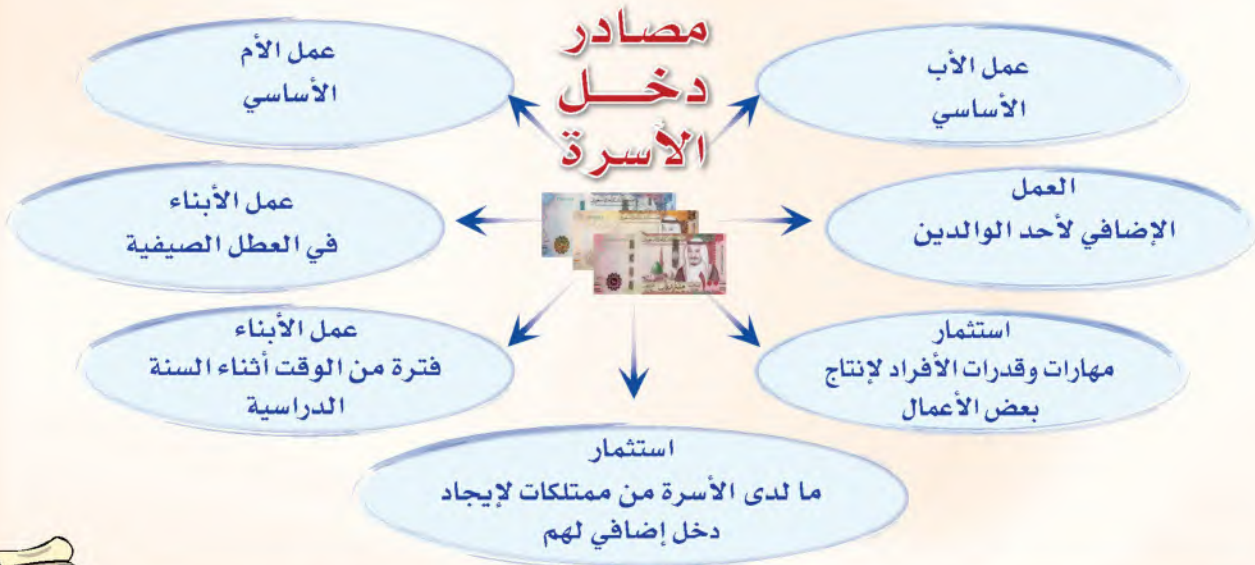 مصادر
دخـــل
الأسرة
عمل الأب
الأساسي
عمل الأم
الأساسي
العمل
الإضافي لأحد الوالدين
عمل الأبناء
في العطل الصيفية
استثمار
مهارات وقدرات الأفراد لإنتاج
بعض الأعمال
عمل الأبناء
فترة من الوقت أثناء السنة
الدراسية
استثمار
ما لدى الأسرة من ممتلكات لإيجاد
دخل إضافي لهم